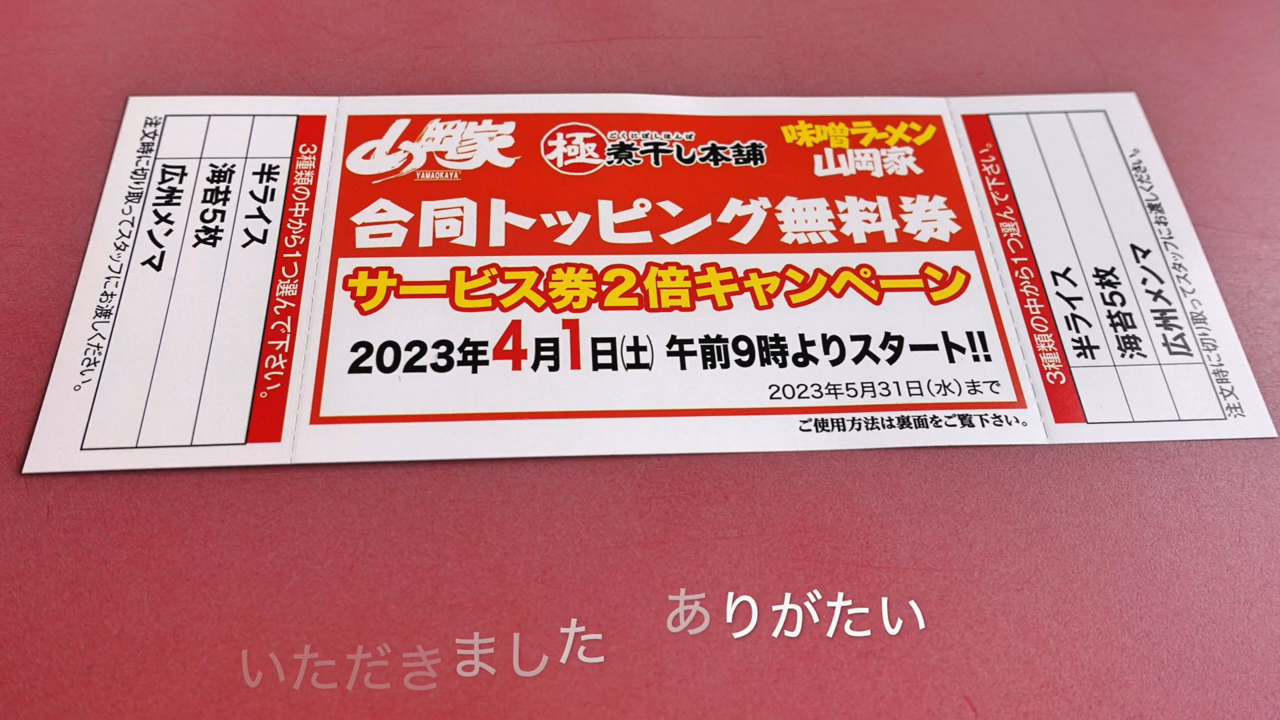 山岡家
YAMAOKAYA
ごくにぼしほんぽ
極 煮干し本舗
味噌ラーメン
山岡家
合同トッピング無料券
サービス券2倍キャンペーン
2023年4月1日(土) 午前9時よりスタート!!
2023年5月31日(水)まで
ご使用方法は裏面をご覧下さい。
3種類の中から1つ選んで下さい。
半ライス
海苔5枚
広州メンマ
注文時に切り取ってスタッフにお渡しください。
3種類の中から1つ選んで下さい。
半ライス
海苔5枚
広州メンマ
注文時に切り取ってスタッフにお渡しください。
ありがたい
いただきました